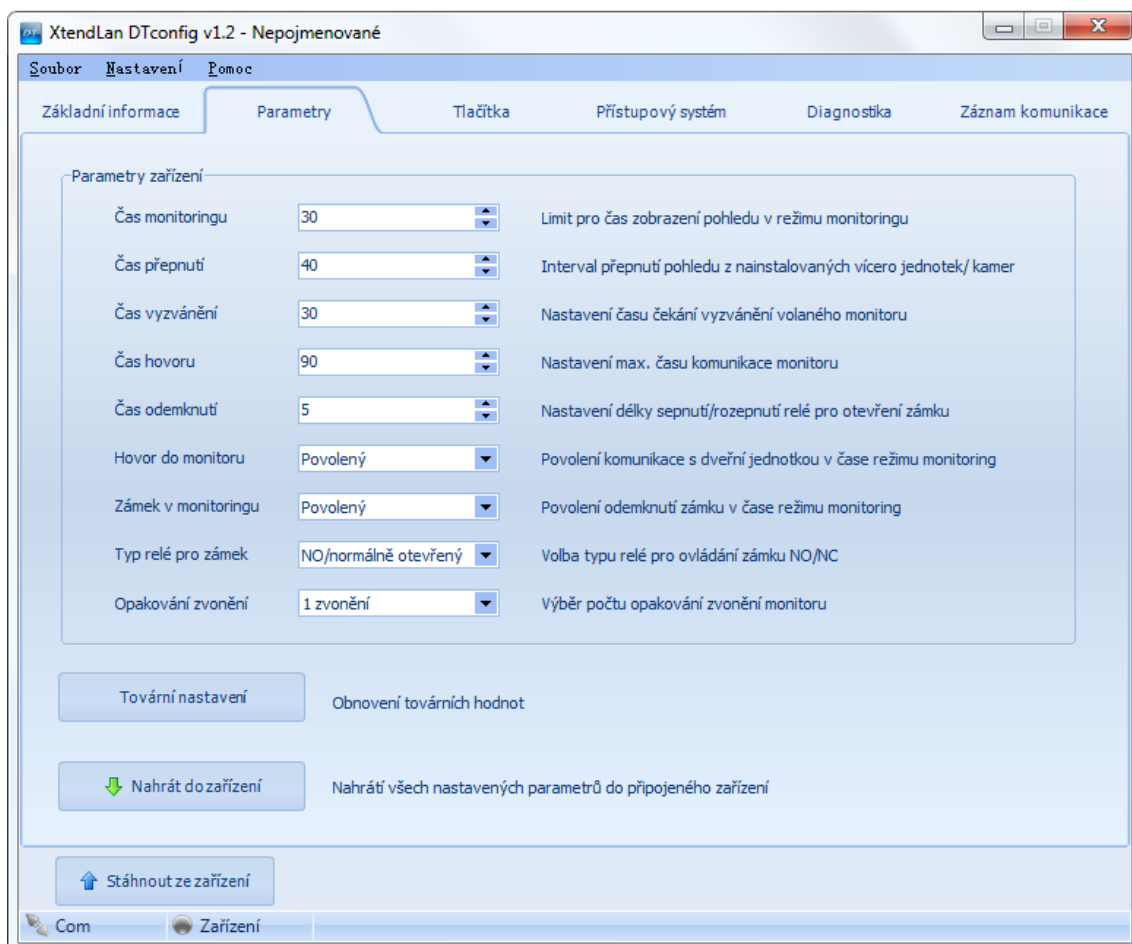 DT XtendLan DTconfig v1.2 - Nepojmenované
Soubor Nastavení Pomoc
Základní informace Parametry Tlačítka Přístupový systém Diagnostika Záznam komunikace
Parametry zařízení
Čas monitoringu 30 Limit pro čas zobrazení pohledu v režimu monitoringu
Čas přepnutí 40 Interval přepnutí pohledu z nainstalovaných vícero jednotek/ kamer
Čas vyzvánění 30 Nastavení času čekání vyzvánění volaného monitoru
Čas hovoru 90 Nastavení max. času komunikace monitoru
Čas odemknutí 5 Nastavení délky sepnutí/rozepnutí relé pro otevření zámku
Hovor do monitoru Povolený Povolení komunikace s dveřní jednotkou v čase režimu monitoring
Zámek v monitoringu Povolený Povolení odemknutí zámku v čase režimu monitoring
Typ relé pro zámek NO/normálně otevřený Volba typu relé pro ovládání zámku NO/NC
Opakování zvonění 1 zvonění Výběr počtu opakování zvonění monitoru
Tovární nastavení Obnovení továrních hodnot
Nahrát do zařízení Nahrátí všech nastavených parametrů do připojeného zařízení
Stáhnout ze zařízení
Com Zařízení